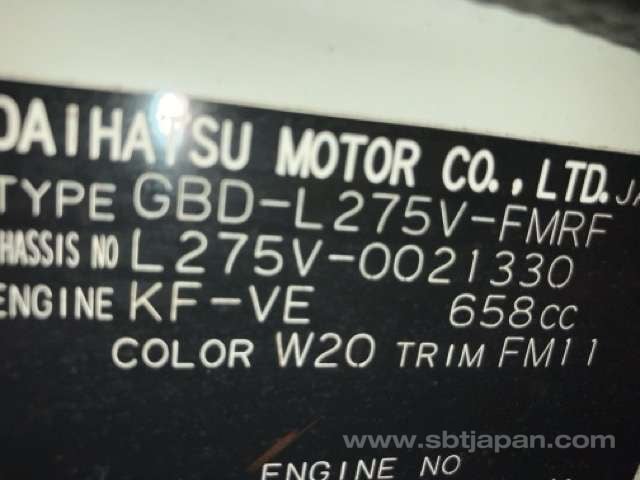 DAIHATSU MOTOR CO., LTD. JA
TYPE GBD-L275V-FMRF
CHASSIS NO L275V-0021330
ENGINE KF-VE 658cc
COLOR W20 TRIM FM11
www.sbtjapan.com
ENGINE NO